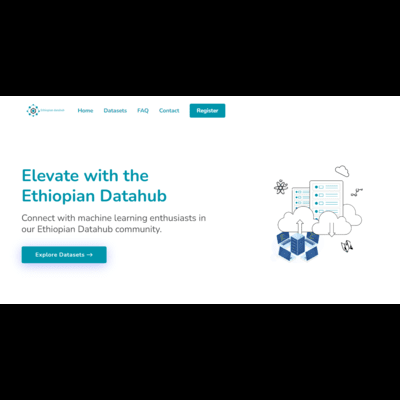 Home Datasets FAQ Contact Register
Elevate with the
Ethiopian Datahub
Connect with machine learning enthusiasts in
our Ethiopian Datahub community.
Explore Datasets →